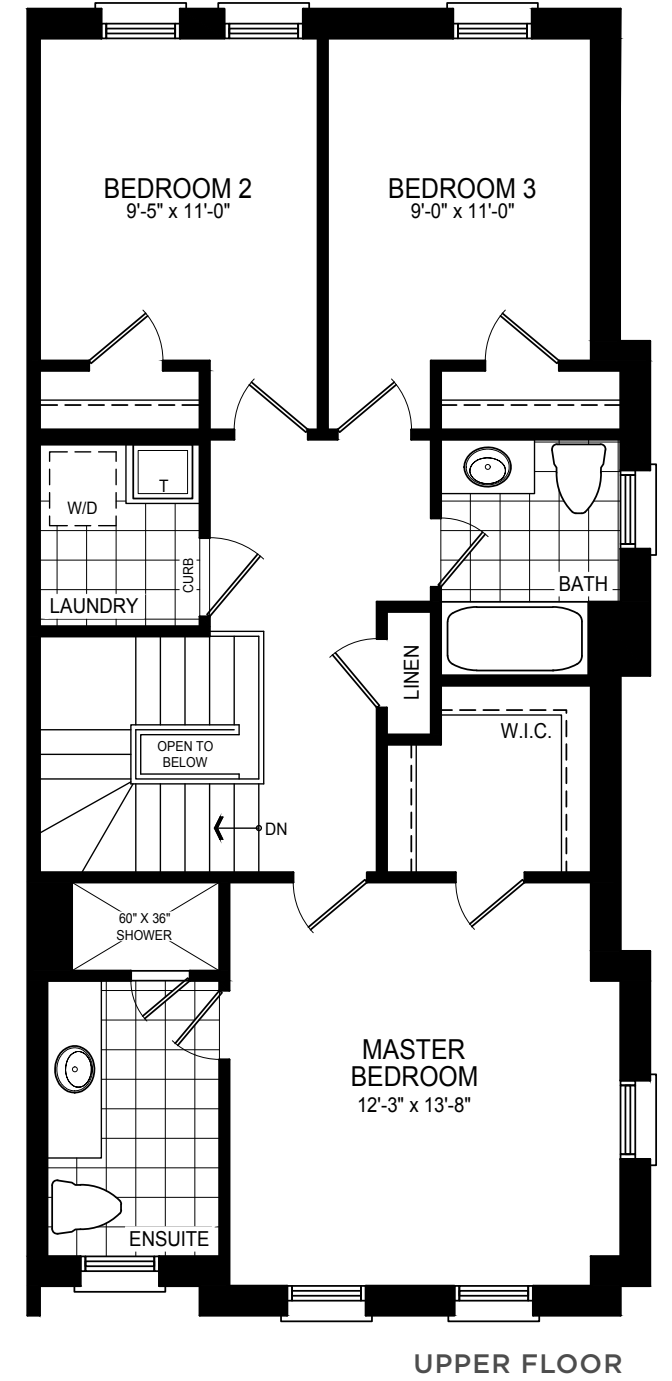 BEDROOM 2
9'-5" x 11'-0"
BEDROOM 3
9'-0" x 11'-0"
W/D
T
CURB
LAUNDRY
BATH
LINEN
W.I.C.
OPEN TO
BELOW
DN
60" X 36"
SHOWER
MASTER
BEDROOM
12'-3" x 13'-8"
ENSUITE
UPPER FLOOR